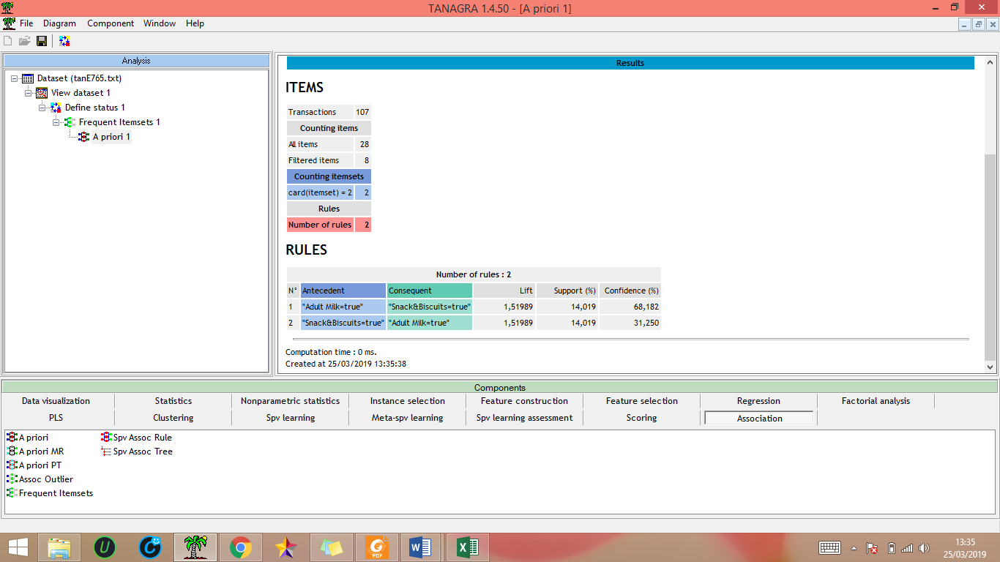 TANAGRA 1.4.50 - [A priori 1]
File Diagram Component Window Help
Analysis
Dataset (tanE765.txt)
View dataset 1
Define status 1
Frequent Itemsets 1
A priori 1
Results
ITEMS
Transactions 107
Counting items
All items 28
Filtered items 8
Counting itemsets
card(itemset) = 2 2
Rules
Number of rules 2
RULES
Number of rules : 2
N° Antecedent Consequent Lift Support (%) Confidence (%)
1 "Adult Milk=true" "Snack&Biscuits=true" 1,51989 14,019 68,182
2 "Snack&Biscuits=true" "Adult Milk=true" 1,51989 14,019 31,250
Computation time : 0 ms.
Created at 25/03/2019 13:35:38
Components
Data visualization Statistics Nonparametric statistics Instance selection Feature construction Feature selection Regression Factorial analysis
PLS Clustering Spv learning Meta-spv learning Spv learning assessment Scoring Association
A priori Spv Assoc Rule
A priori MR Spv Assoc Tree
A priori PT
Assoc Outlier
Frequent Itemsets
PDF
13:35
25/03/2019